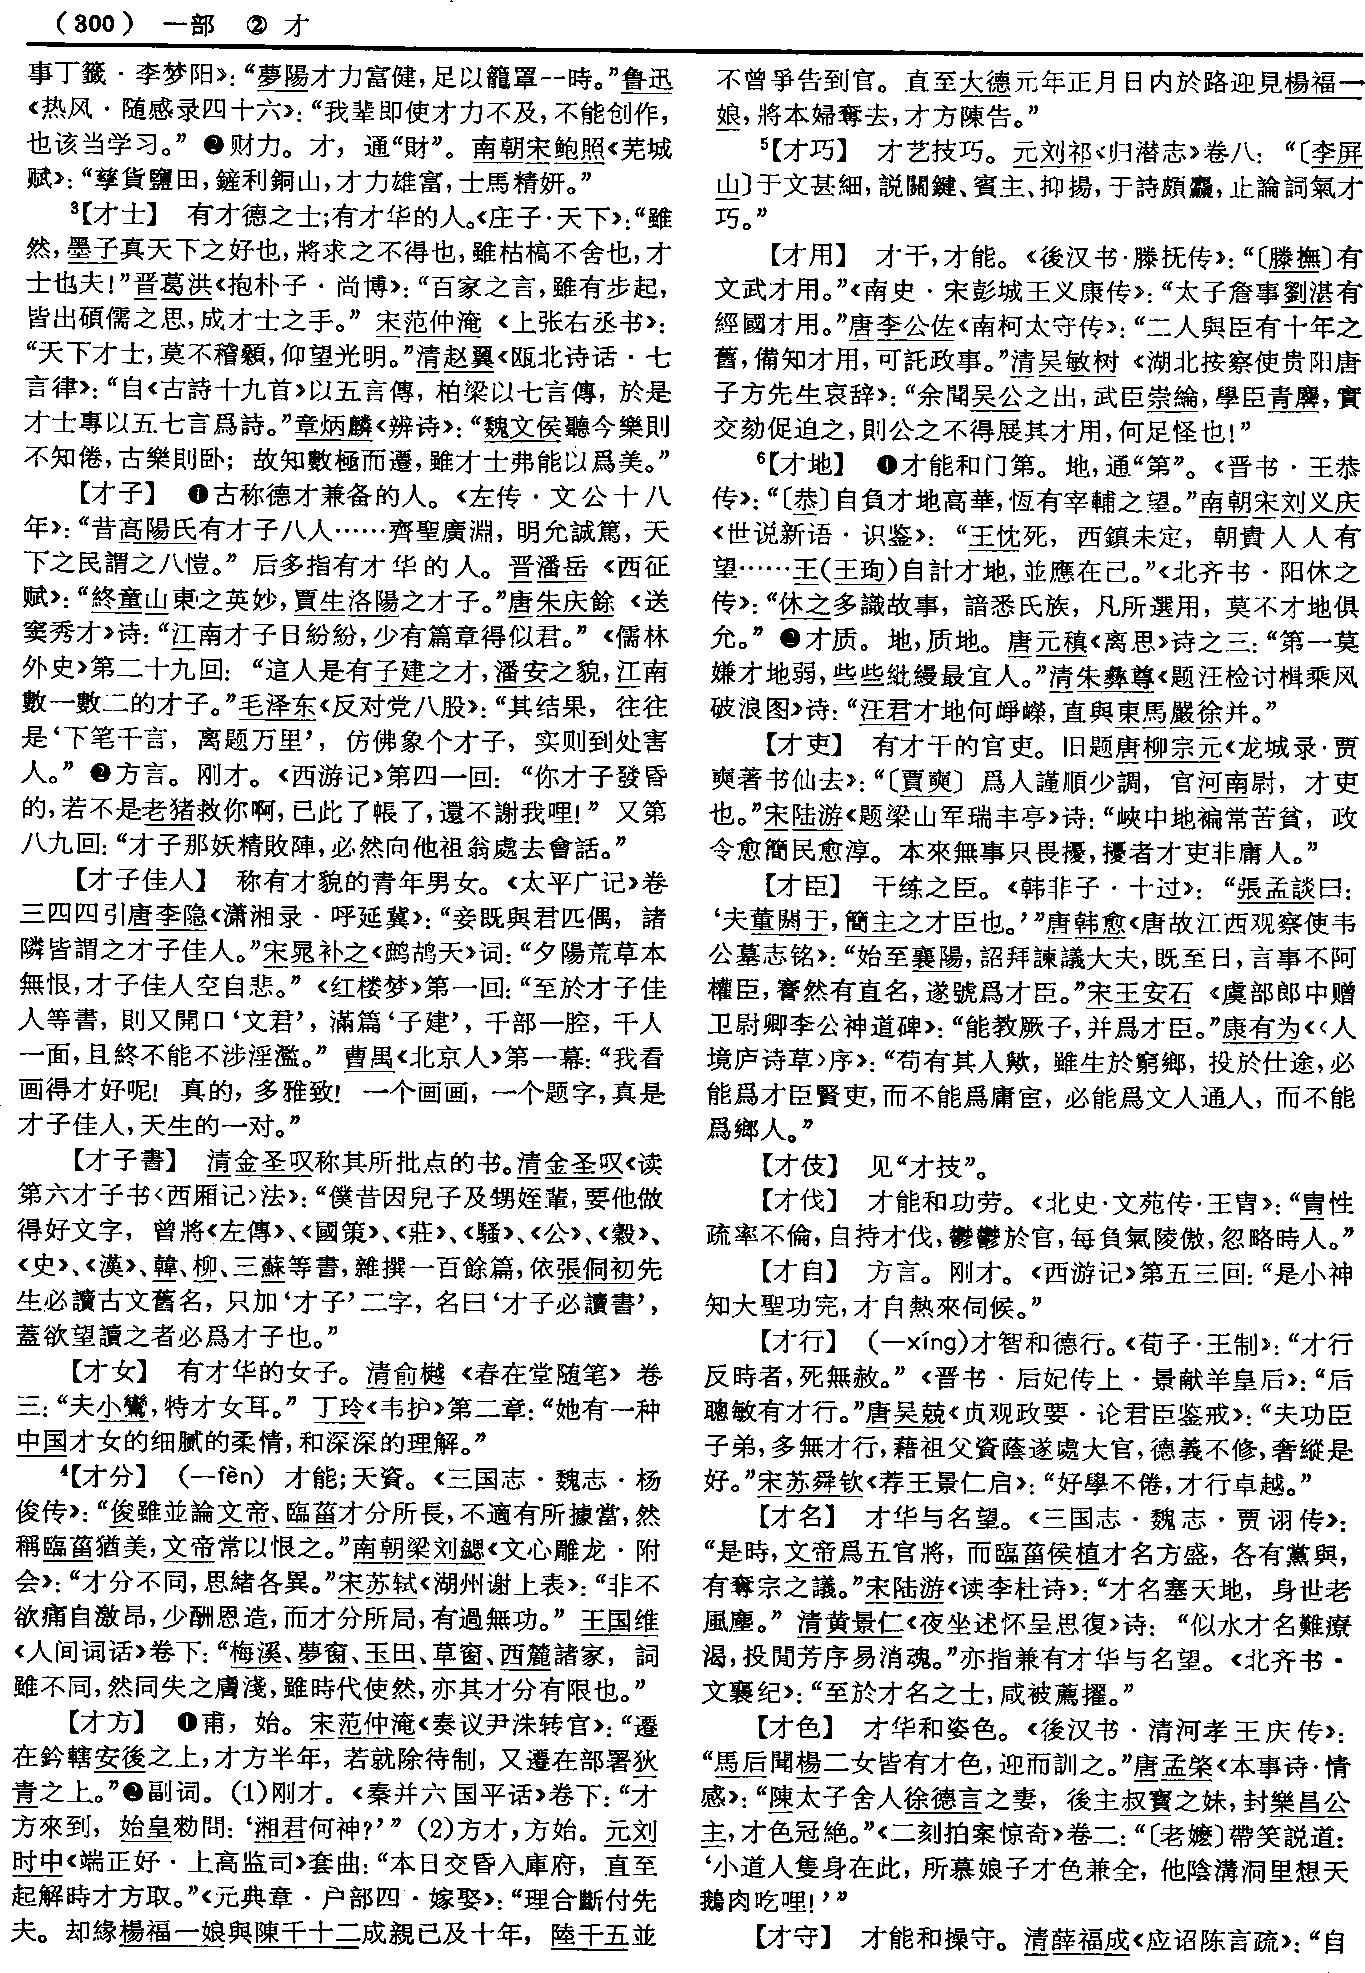 （300） 一部 ② 才
事丁籤·李梦阳》：“夢陽才力富健，足以籠罩一時。”鲁迅
《热风·随感录四十六》：“我辈即使才力不及，不能创作，
也该当学习。” ❷财力。才，通“財”。南朝宋鲍照《芜城
赋》：“孳貨鹽田，鏟利銅山，才力雄富，士馬精妍。”
³【才士】 有才德之士；有才华的人。《庄子·天下》：“雖
然，墨子真天下之好也，將求之不得也，雖枯槁不舍也，才
士也夫！”晋葛洪《抱朴子·尚博》：“百家之言，雖有步起，
皆出碩儒之思，成才士之手。” 宋范仲淹《上张右丞书》：
“天下才士，莫不稽顙，仰望光明。”清赵翼《瓯北诗话·七
言律》：“自《古詩十九首》以五言傳，柏梁以七言傳，於是
才士專以五七言爲詩。”章炳麟《辨诗》：“魏文侯聽今樂則
不知倦，古樂則卧；故知數極而遷，雖才士弗能以爲美。”
【才子】 ❶古称德才兼备的人。《左传·文公十八
年》：“昔高陽氏有才子八人……齊聖廣淵，明允誠篤，天
下之民謂之八愷。” 后多指有才华的人。晋潘岳《西征
赋》：“終童山東之英妙，賈生洛陽之才子。”唐朱庆餘《送
窦秀才》诗：“江南才子日紛紛，少有篇章得似君。”《儒林
外史》第二十九回：“這人是有子建之才，潘安之貌，江南
數一數二的才子。”毛泽东《反对党八股》：“其结果，往往
是‘下笔千言，离题万里’，仿佛象个才子，实则到处害
人。” ❷方言。刚才。《西游记》第四一回：“你才子發昏
的，若不是老猪救你啊，已此了帳了，還不謝我哩！” 又第
八九回：“才子那妖精敗陣，必然向他祖翁處去會話。”
【才子佳人】 称有才貌的青年男女。《太平广记》卷
三四四引唐李隐《潇湘录·呼延冀》：“妾既與君匹偶，諸
隣皆謂之才子佳人。”宋晁补之《鹧鸪天》词：“夕陽荒草本
無恨，才子佳人空自悲。”《红楼梦》第一回：“至於才子佳
人等書，則又開口‘文君’，滿篇‘子建’，千部一腔，千人
一面，且終不能不涉淫濫。” 曹禺《北京人》第一幕：“我看
画得才好呢！真的，多雅致！一个画画，一个题字，真是
才子佳人，天生的一对。”
【才子書】 清金圣叹称其所批点的书。清金圣叹《读
第六才子书〈西厢记〉法》：“僕昔因兒子及甥姪輩，要他做
得好文字，曾將《左傳》、《國策》、《莊》、《騷》、《公》、《穀》、
《史》、《漢》、韓、柳、三蘇等書，雜撰一百餘篇，依張侗初先
生必讀古文舊名，只加‘才子’二字，名曰‘才子必讀書’，
蓋欲望讀之者必爲才子也。”
【才女】 有才华的女子。清俞樾《春在堂随笔》卷
三：“夫小鸞，特才女耳。” 丁玲《韦护》第二章：“她有一种
中国才女的细腻的柔情，和深深的理解。”
⁴【才分】 （—fèn） 才能；天資。《三国志·魏志·杨
俊传》：“俊雖並論文帝、臨菑才分所長，不適有所據當，然
稱臨菑猶美，文帝常以恨之。”南朝梁刘勰《文心雕龙·附
会》：“才分不同，思緒各異。”宋苏轼《湖州谢上表》：“非不
欲痛自激昂，少酬恩造，而才分所局，有過無功。” 王国维
《人间词话》卷下：“梅溪、夢窗、玉田、草窗、西麓諸家，詞
雖不同，然同失之膚淺，雖時代使然，亦其才分有限也。”
【才方】 ❶甫，始。宋范仲淹《奏议尹洙转官》：“遷
在鈐轄安後之上，才方半年，若就除待制，又遷在部署狄
青之上。”❷副词。(1)刚才。《秦并六国平话》卷下：“才
方來到，始皇勑問：‘湘君何神？’” (2)方才，方始。元刘
时中《端正好·上高监司》套曲：“本日交昏入庫府，直至
起解時才方取。”《元典章·户部四·嫁娶》：“理合斷付先
夫。却緣楊福一娘與陳千十二成親已及十年，陸千五並
不曾爭告到官。直至大德元年正月日内於路迎見楊福一
娘，將本婦奪去，才方陳告。”
⁵【才巧】 才艺技巧。元刘祁《归潜志》卷八：“〔李屏
山〕于文甚細，説關鍵、賓主、抑揚，于詩頗麤，止論詞氣才
巧。”
【才用】 才干，才能。《後汉书·滕抚传》：“〔滕撫〕有
文武才用。”《南史·宋彭城王义康传》：“太子詹事劉湛有
經國才用。”唐李公佐《南柯太守传》：“二人與臣有十年之
舊，備知才用，可託政事。”清吴敏树《湖北按察使贵阳唐
子方先生哀辞》：“余聞吴公之出，武臣崇綸，學臣青麐，實
交劾促迫之，則公之不得展其才用，何足怪也！”
⁶【才地】 ❶才能和门第。地，通“第”。《晋书·王恭
传》：“〔恭〕自負才地高華，恆有宰輔之望。”南朝宋刘义庆
《世说新语·识鉴》：“王忱死，西鎮未定，朝貴人人有
望……王(王珣)自計才地，並應在己。”《北齐书·阳休之
传》：“休之多識故事，諳悉氏族，凡所選用，莫不才地俱
允。” ❷才质。地，质地。唐元稹《离思》诗之三：“第一莫
嫌才地弱，些些紕縵最宜人。”清朱彝尊《题汪检讨楫乘风
破浪图》诗：“汪君才地何崢嶸，直與東馬嚴徐并。”
【才吏】 有才干的官吏。旧题唐柳宗元《龙城录·贾
奭著书仙去》：“〔賈奭〕爲人謹順少調，官河南尉，才吏
也。”宋陆游《题梁山军瑞丰亭》诗：“峽中地褊常苦貧，政
令愈簡民愈淳。本來無事只畏擾，擾者才吏非庸人。”
【才臣】 干练之臣。《韩非子·十过》：“張孟談曰：
‘夫董閼于，簡主之才臣也。’”唐韩愈《唐故江西观察使韦
公墓志铭》：“始至襄陽，詔拜諫議大夫，既至日，言事不阿
權臣，謇然有直名，遂號爲才臣。”宋王安石《虞部郎中赠
卫尉卿李公神道碑》：“能教厥子，并爲才臣。”康有为《〈人
境庐诗草〉序》：“苟有其人歟，雖生於窮鄉，投於仕途，必
能爲才臣賢吏，而不能爲庸宦，必能爲文人通人，而不能
爲鄉人。”
【才伎】 见“才技”。
【才伐】 才能和功劳。《北史·文苑传·王胄》：“胄性
疏率不倫，自持才伐，鬱鬱於官，每負氣陵傲，忽略時人。”
【才自】 方言。刚才。《西游记》第五三回：“是小神
知大聖功完，才自熱來伺候。”
【才行】 （—xíng）才智和德行。《荀子·王制》：“才行
反時者，死無赦。”《晋书·后妃传上·景献羊皇后》：“后
聰敏有才行。”唐吴兢《贞观政要·论君臣鉴戒》：“夫功臣
子弟，多無才行，藉祖父資蔭遂處大官，德義不修，奢縱是
好。”宋苏舜钦《荐王景仁启》：“好學不倦，才行卓越。”
【才名】 才华与名望。《三国志·魏志·贾诩传》：
“是時，文帝爲五官將，而臨菑侯植才名方盛，各有黨與，
有奪宗之議。”宋陆游《读李杜诗》：“才名塞天地，身世老
風塵。” 清黄景仁《夜坐述怀呈思復》诗：“似水才名難療
渴，投閒芳序易消魂。”亦指兼有才华与名望。《北齐书·
文襄纪》：“至於才名之士，咸被薦擢。”
【才色】 才华和姿色。《後汉书·清河孝王庆传》：
“馬后聞楊二女皆有才色，迎而訓之。”唐孟棨《本事诗·情
感》：“陳太子舍人徐德言之妻，後主叔寶之妹，封樂昌公
主，才色冠絶。”《二刻拍案惊奇》卷二：“〔老嬤〕帶笑説道：
‘小道人隻身在此，所慕娘子才色兼全，他陰溝洞里想天
鵝肉吃哩！’”
【才守】 才能和操守。清薛福成《应诏陈言疏》：“自